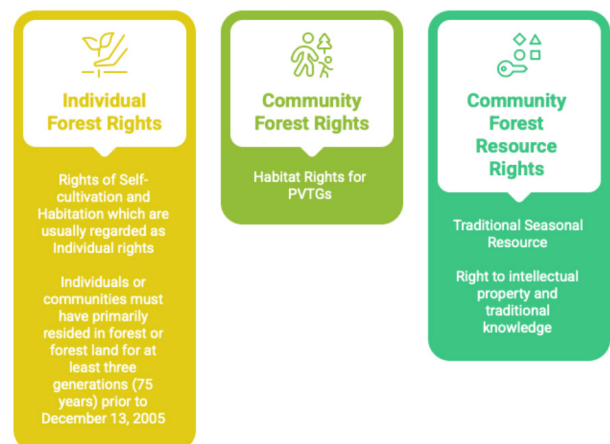 Individual
Forest Rights
Rights of Self-
cultivation and
Habitation which are
usually regarded as
Individual rights
Individuals or
communities must
have primarily
resided in forest or
forest land for at
least three
generations (75
years) prior to
December 13, 2005
Community
Forest Rights
Habitat Rights for
PVTGs
Community
Forest
Resource
Rights
Traditional Seasonal
Resource
Right to intellectual
property and
traditional
knowledge